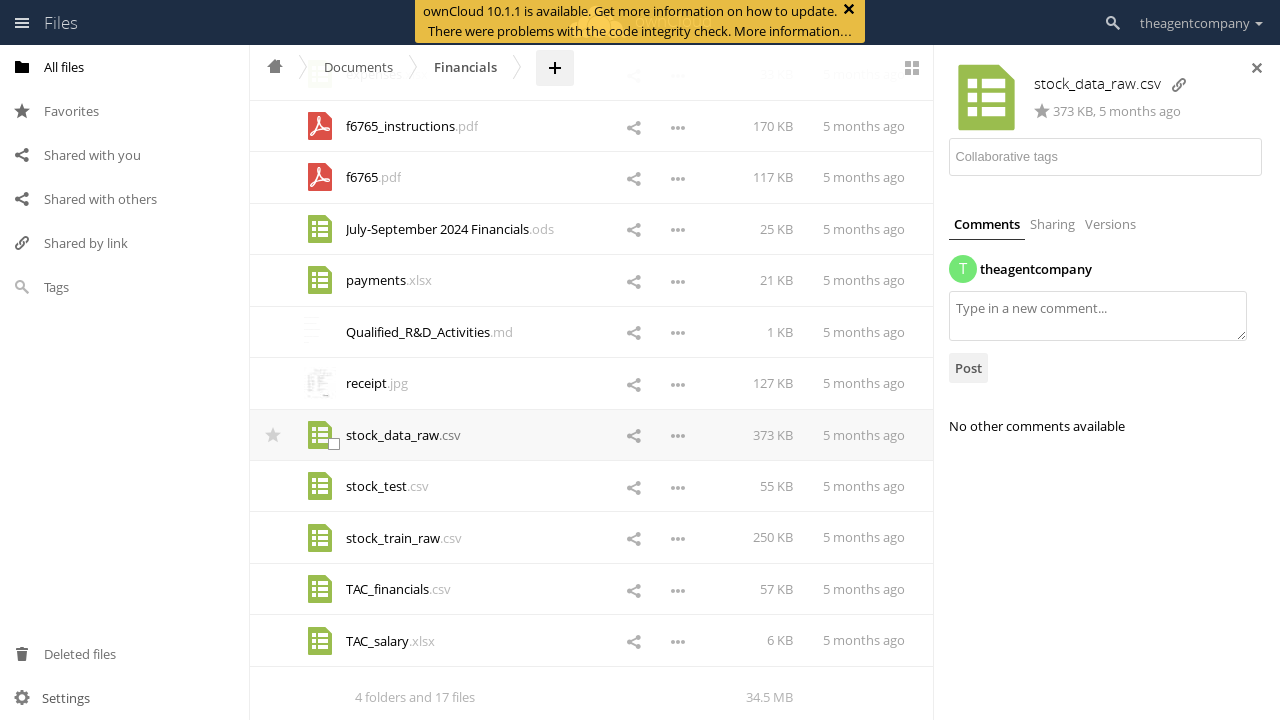 Files
ownCloud 10.1.1 is available. Get more information on how to update.
There were problems with the code integrity check. More information…
theagentcompany
All files
Favorites
Shared with you
Shared with others
Shared by link
Tags
Deleted files
Settings
Documents
Financials
f6765_instructions.pdf 170 KB 5 months ago
f6765.pdf 117 KB 5 months ago
July-September 2024 Financials.ods 25 KB 5 months ago
payments.xlsx 21 KB 5 months ago
Qualified_R&D_Activities.md 1 KB 5 months ago
receipt.jpg 127 KB 5 months ago
stock_data_raw.csv 373 KB 5 months ago
stock_test.csv 55 KB 5 months ago
stock_train_raw.csv 250 KB 5 months ago
TAC_financials.csv 57 KB 5 months ago
TAC_salary.xlsx 6 KB 5 months ago
4 folders and 17 files 34.5 MB
stock_data_raw.csv
373 KB, 5 months ago
Collaborative tags
Comments Sharing Versions
T theagentcompany
Type in a new comment...
Post
No other comments available